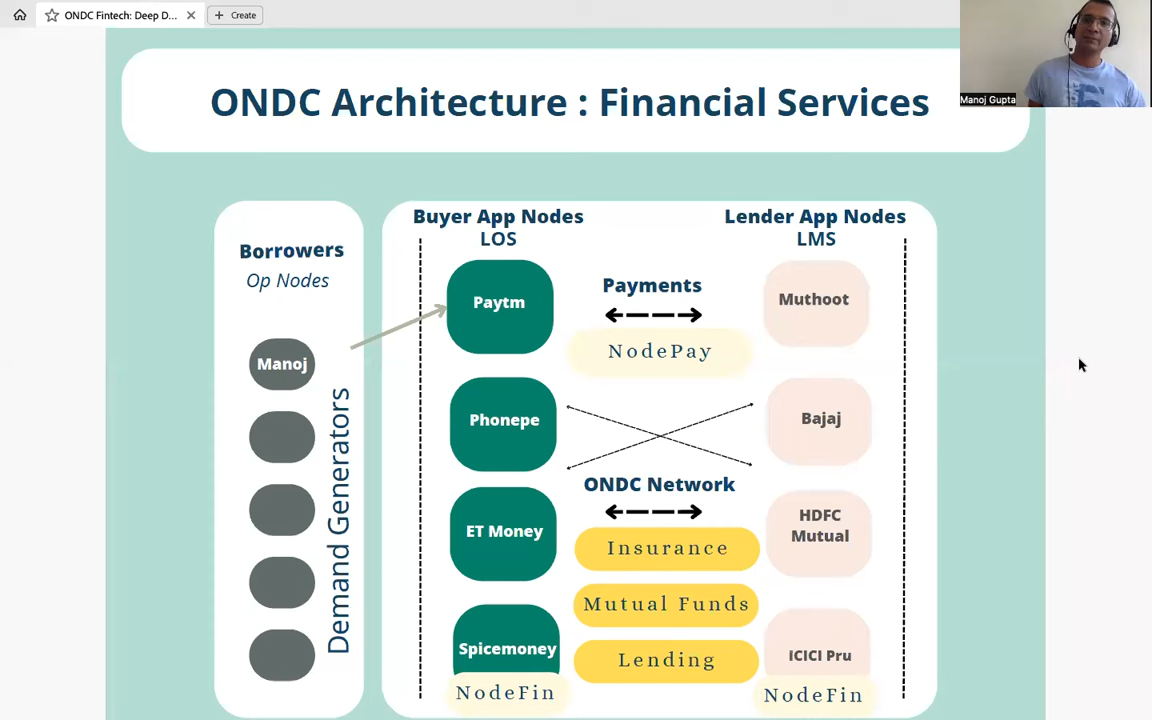 ONDC Fintech: Deep D...
Create
Manoj Gupta
ONDC Architecture : Financial Services
Borrowers
Op Nodes
Manoj
Demand Generators
Buyer App Nodes
LOS
Paytm
Phonepe
ET Money
Spicemoney
NodeFin
Payments
NodePay
ONDC Network
Insurance
Mutual Funds
Lending
Lender App Nodes
LMS
Muthoot
Bajaj
HDFC
Mutual
ICICI Pru
NodeFin